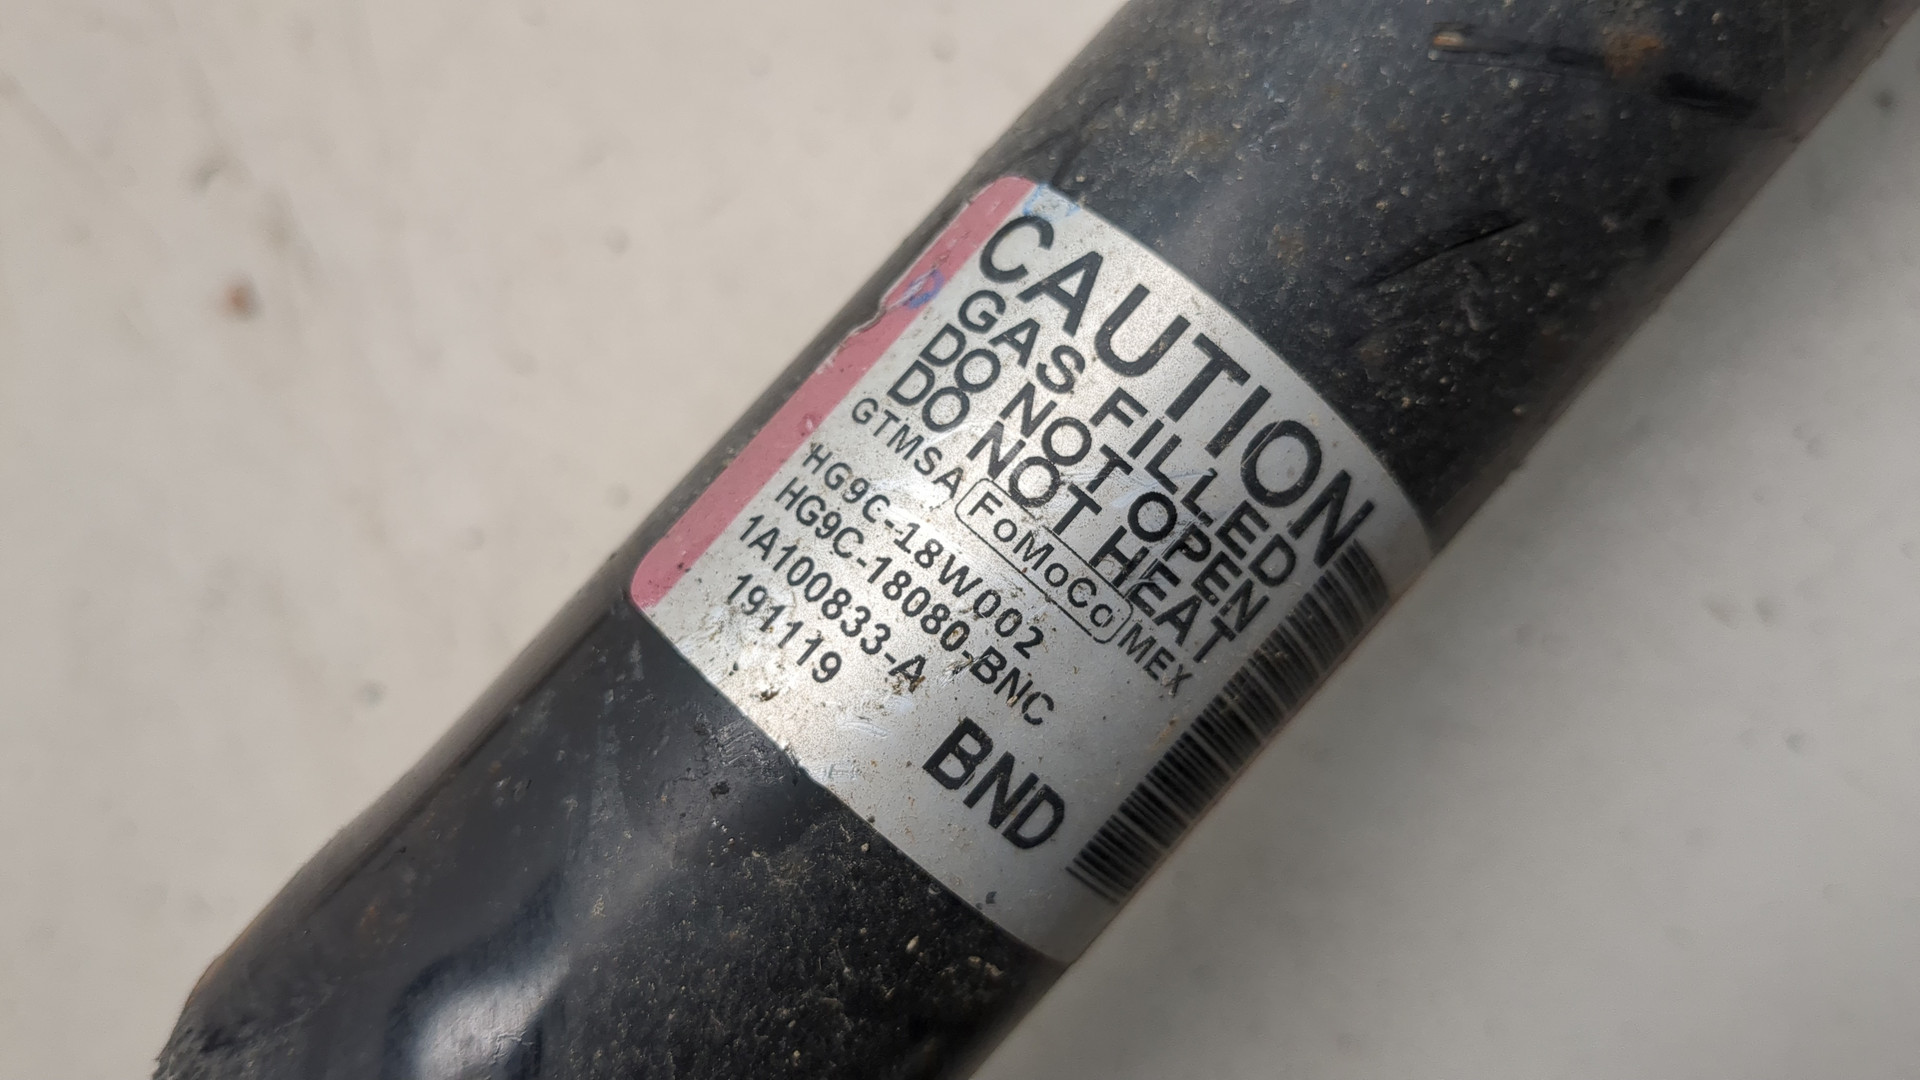 CAUTION
GAS FILLED
DO NOT OPEN
DO NOT HEAT
GTMSA FoMoCo MEX
HG9C-18W002
HG9C-18080-BNC
1A100833-A
191119
BND